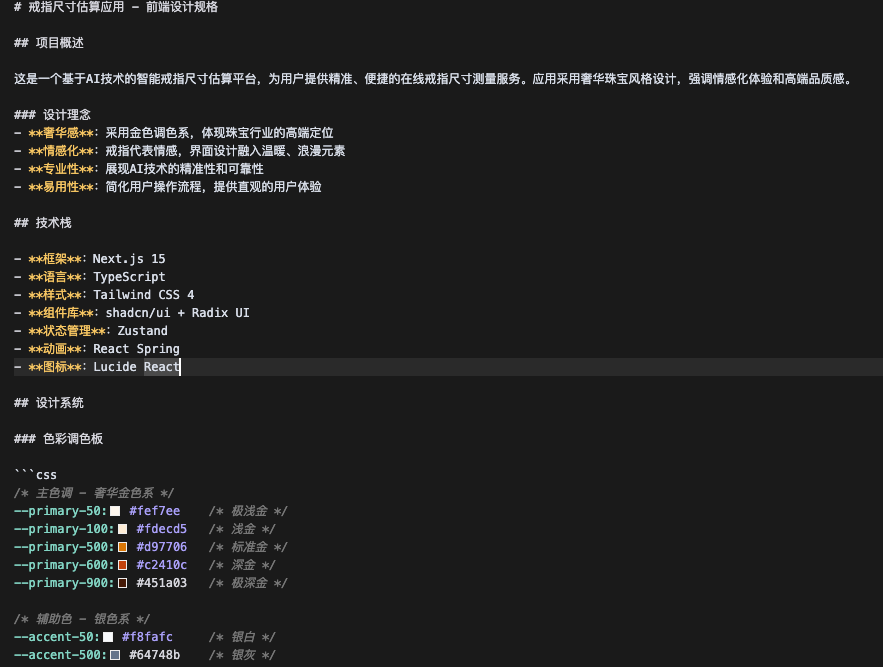 # 戒指尺寸估算应用 - 前端设计规格
## 项目概述
这是一个基于AI技术的智能戒指尺寸估算平台，为用户提供精准、便捷的在线戒指尺寸测量服务。应用采用奢华珠宝风格设计，强调情感化体验和高端品质感。
### 设计理念
- **奢华感**: 采用金色调色系，体现珠宝行业的高端定位
- **情感化**: 戒指代表情感，界面设计融入温暖、浪漫元素
- **专业性**: 展现AI技术的精准性和可靠性
- **易用性**: 简化用户操作流程，提供直观的用户体验
## 技术栈
- **框架**: Next.js 15
- **语言**: TypeScript
- **样式**: Tailwind CSS 4
- **组件库**: shadcn/ui + Radix UI
- **状态管理**: Zustand
- **动画**: React Spring
- **图标**: Lucide React
## 设计系统
### 色彩调色板
```css
/* 主色调 - 奢华金色系 */
--primary-50: #fef7ee /* 极浅金 */
--primary-100: #fdecd5 /* 浅金 */
--primary-500: #d97706 /* 标准金 */
--primary-600: #c2410c /* 深金 */
--primary-900: #451a03 /* 极深金 */
/* 辅助色 - 银色系 */
--accent-50: #f8fafc /* 银白 */
--accent-500: #64748b /* 银灰 */